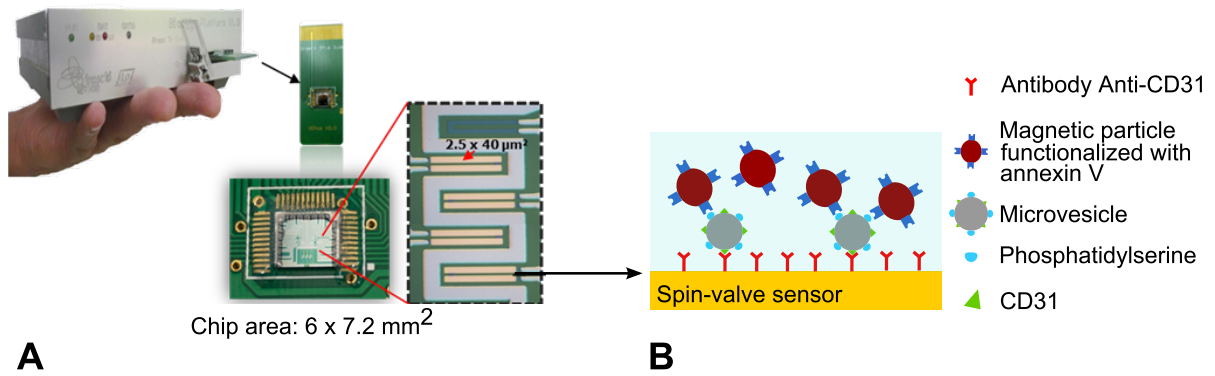 2.5 x 40 µm²
Chip area: 6 x 7.2 mm2
A
Antibody Anti-CD31
Magnetic particle
functionalized with
annexin V
Microvesicle
Phosphatidylserine
CD31
Spin-valve sensor
B